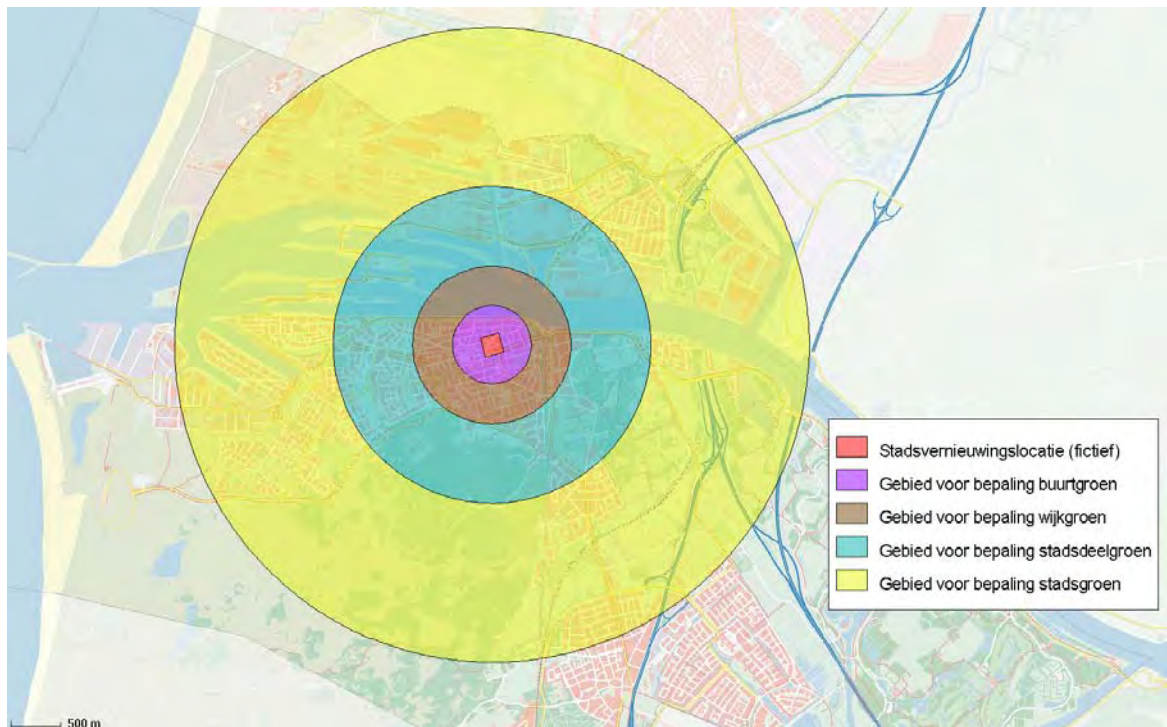 Stadsvernieuwingslocatie (fictief)
Gebied voor bepaling buurtgroen
Gebied voor bepaling wijkgroen
Gebied voor bepaling stadsdeelgroen
Gebied voor bepaling stadsgroen
500 m